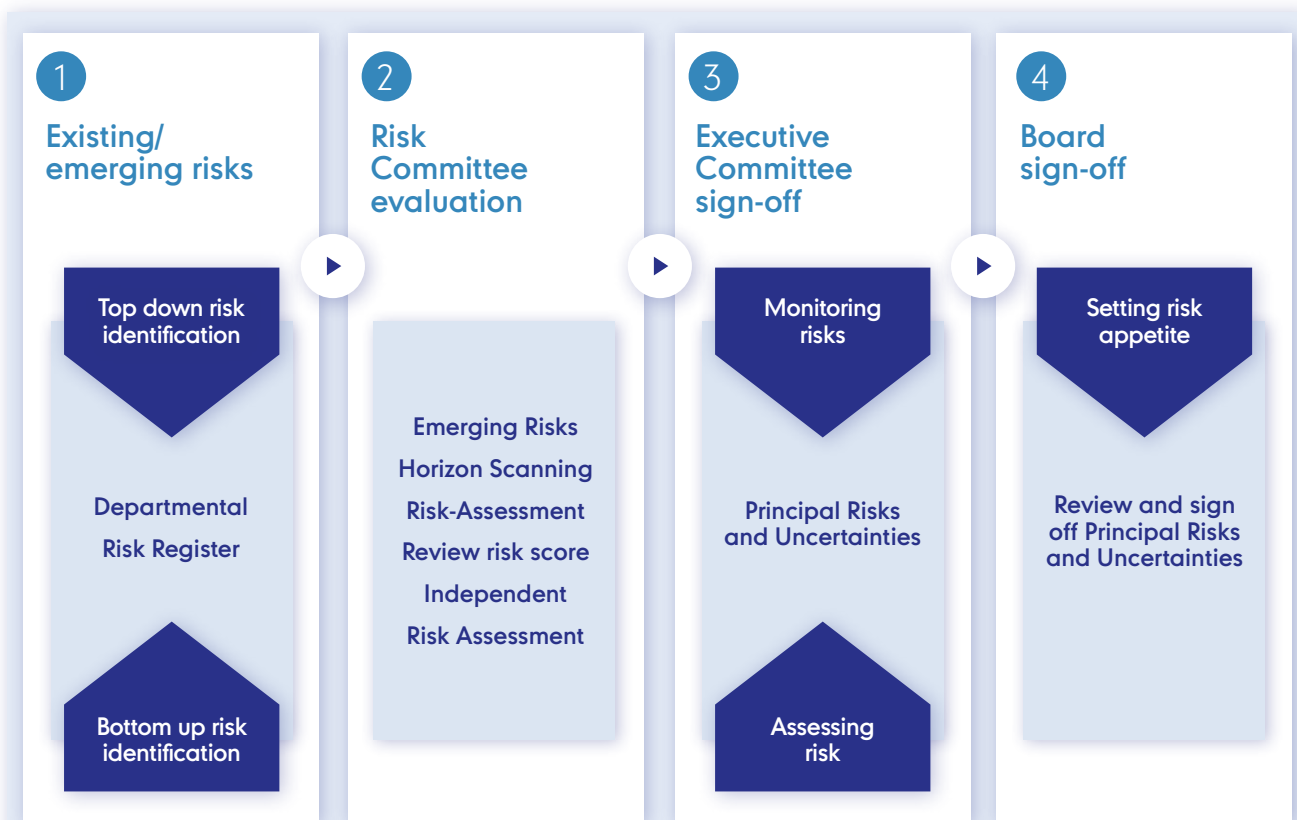 1
Existing/
emerging risks
Top down risk
identification
Departmental
Risk Register
Bottom up risk
identification
2
Risk
Committee
evaluation
Emerging Risks
Horizon Scanning
Risk-Assessment
Review risk score
Independent
Risk Assessment
3
Executive
Committee
sign-off
Monitoring
risks
Principal Risks
and Uncertainties
Assessing
risk
4
Board
sign-off
Setting risk
appetite
Review and sign
off Principal Risks
and Uncertainties